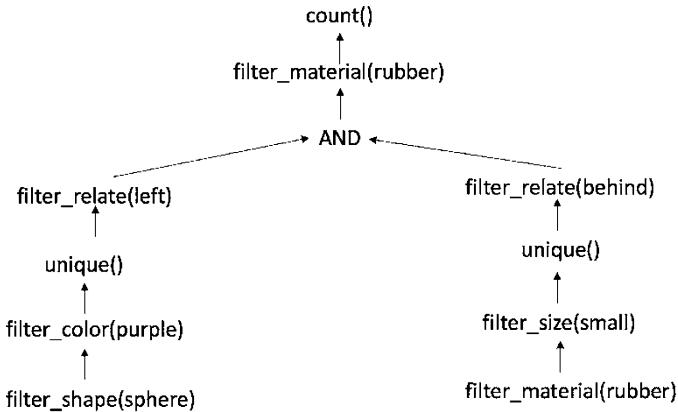 count()
filter_material(rubber)
AND
filter_relate(left)
filter_relate(behind)
unique()
unique()
filter_color(purple)
filter_size(small)
filter_shape(sphere)
filter_material(rubber)